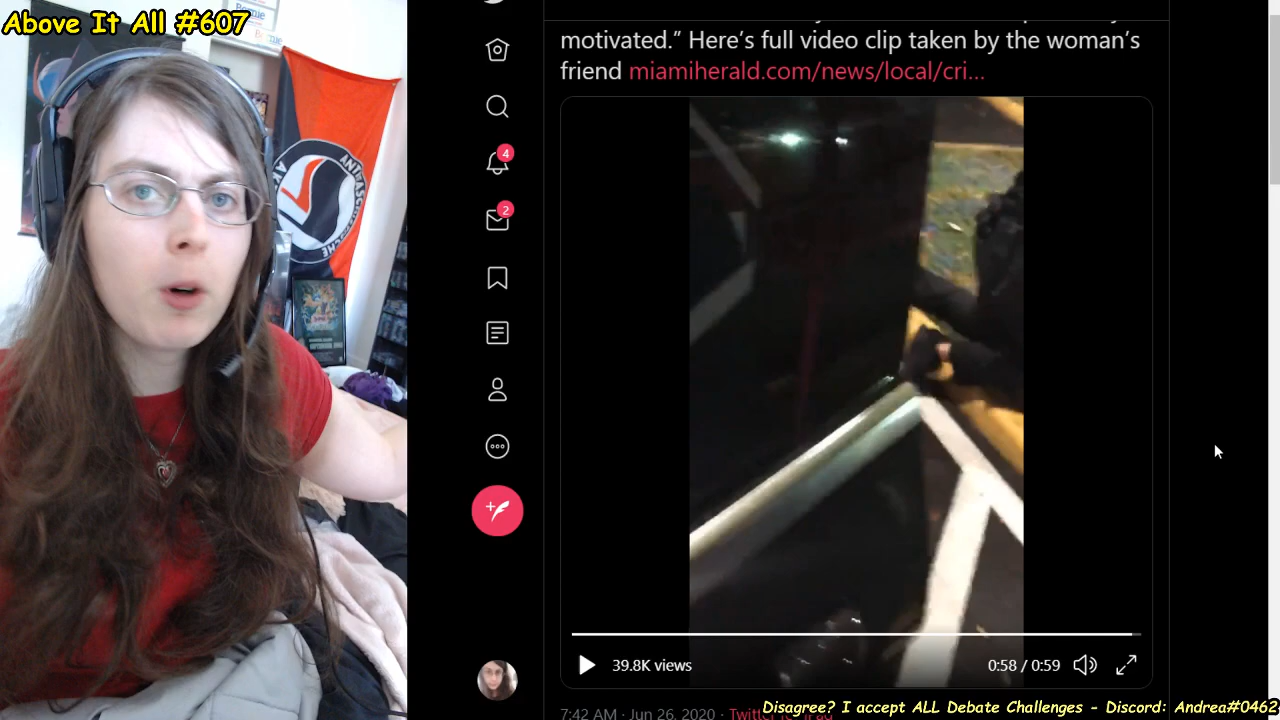 Above It All #607
Bernie
motivated.” Here’s full video clip taken by the woman’s
friend miamiherald.com/news/local/cri…
4
2
39.8K views
0:58 / 0:59
7:42 AM · Jun 26, 2020 ·
Disagree? I accept ALL Debate Challenges - Discord: Andrea#0462